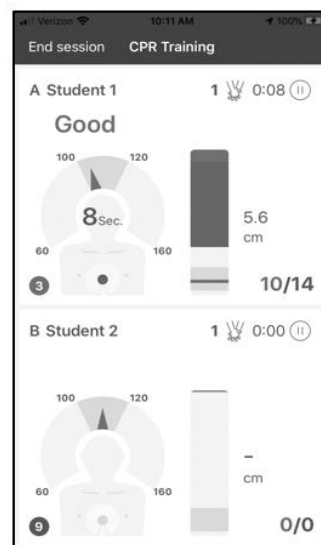 Verizon 10:11 AM 100%
End session CPR Training
A Student 1 1 0:08
Good
100 120
8 Sec.
60 160
5.6
cm
3
10/14
B Student 2 1 0:00
100 120
60 160
–
cm
9
0/0